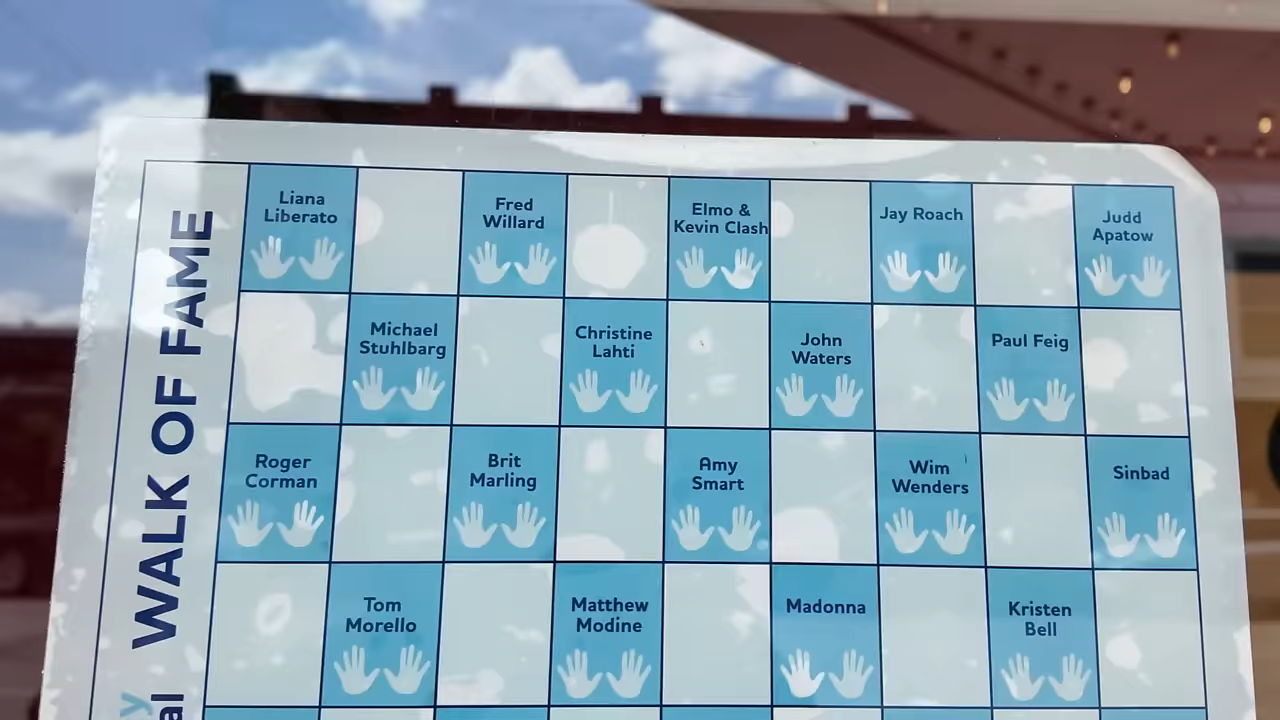 WALK OF FAME
Liana
Liberato
Fred
Willard
Elmo &
Kevin Clash
Jay Roach
Judd
Apatow
Michael
Stuhlbarg
Christine
Lahti
John
Waters
Paul Feig
Roger
Corman
Brit
Marling
Amy
Smart
Wim
Wenders
Sinbad
Tom
Morello
Matthew
Modine
Madonna
Kristen
Bell